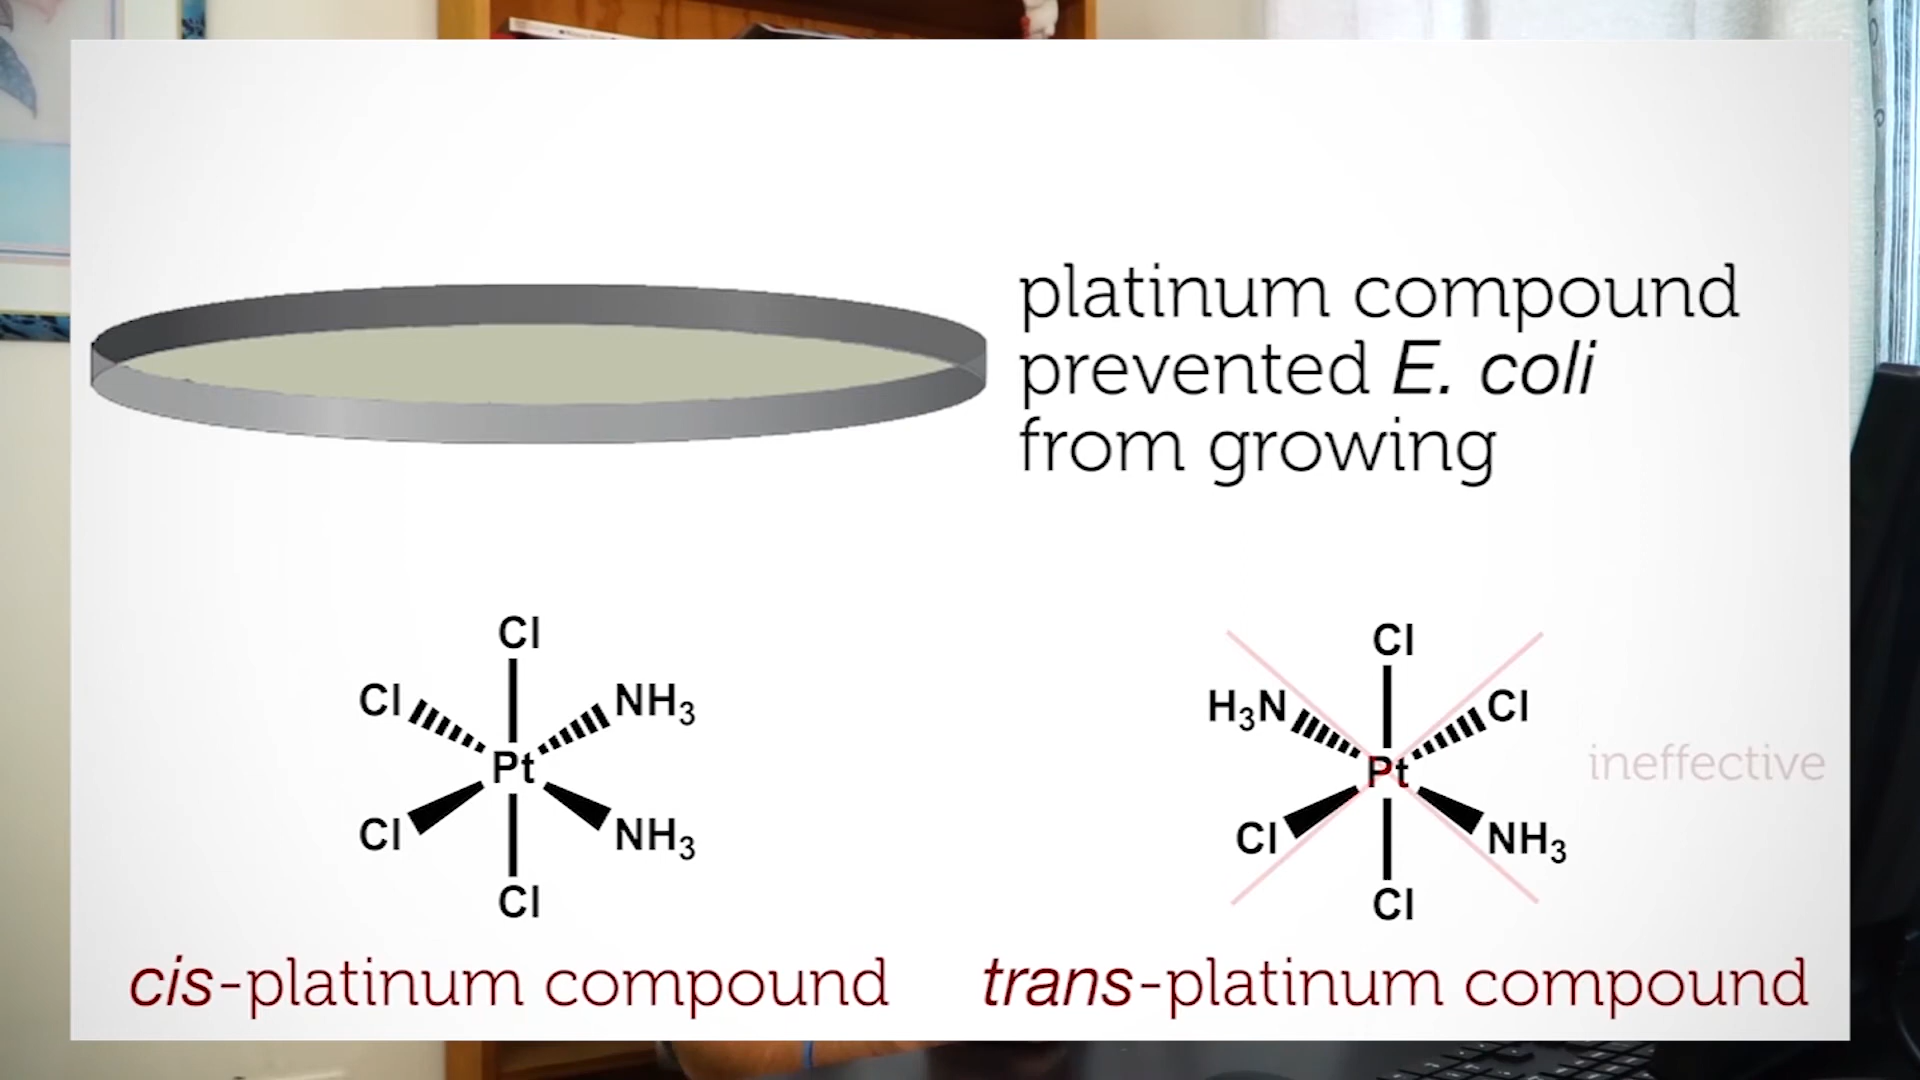 platinum compound
prevented E. coli
from growing
Cl
Cl NH3
Pt
Cl NH3
Cl
Cl
H3N Cl
Pt
Cl NH3
Cl
ineffective
cis-platinum compound
trans-platinum compound